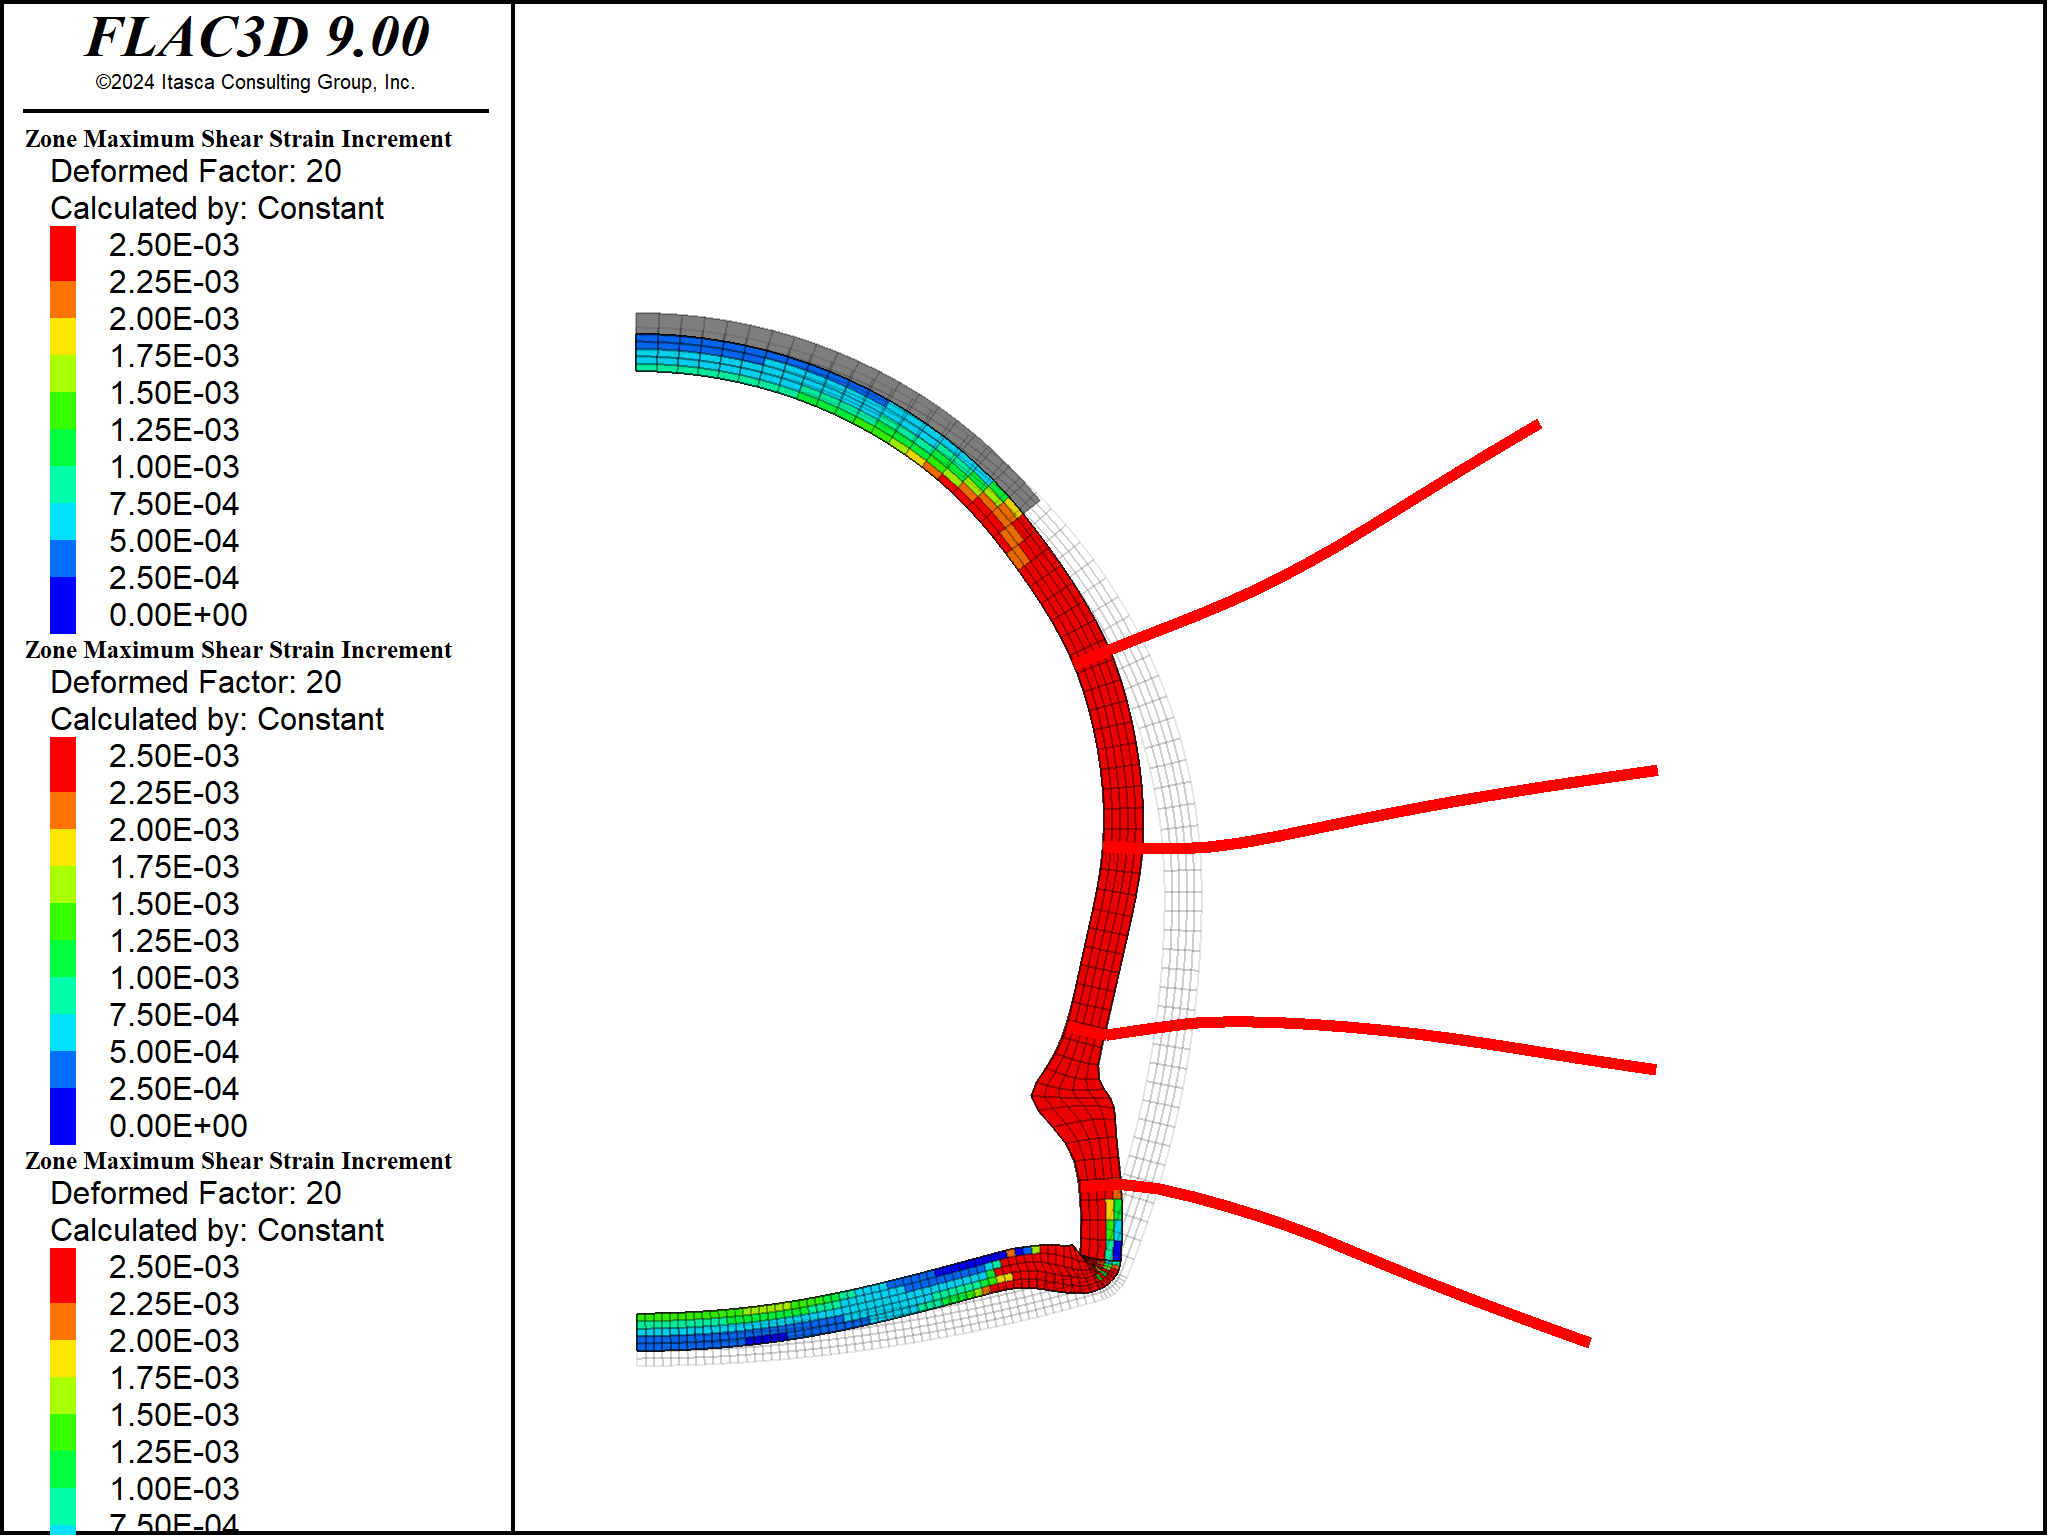 FLAC3D 9.00
©2024 Itasca Consulting Group, Inc.
Zone Maximum Shear Strain Increment
Deformed Factor: 20
Calculated by: Constant
2.50E-03
2.25E-03
2.00E-03
1.75E-03
1.50E-03
1.25E-03
1.00E-03
7.50E-04
5.00E-04
2.50E-04
0.00E+00
Zone Maximum Shear Strain Increment
Deformed Factor: 20
Calculated by: Constant
2.50E-03
2.25E-03
2.00E-03
1.75E-03
1.50E-03
1.25E-03
1.00E-03
7.50E-04
5.00E-04
2.50E-04
0.00E+00
Zone Maximum Shear Strain Increment
Deformed Factor: 20
Calculated by: Constant
2.50E-03
2.25E-03
2.00E-03
1.75E-03
1.50E-03
1.25E-03
1.00E-03
7.50E-04